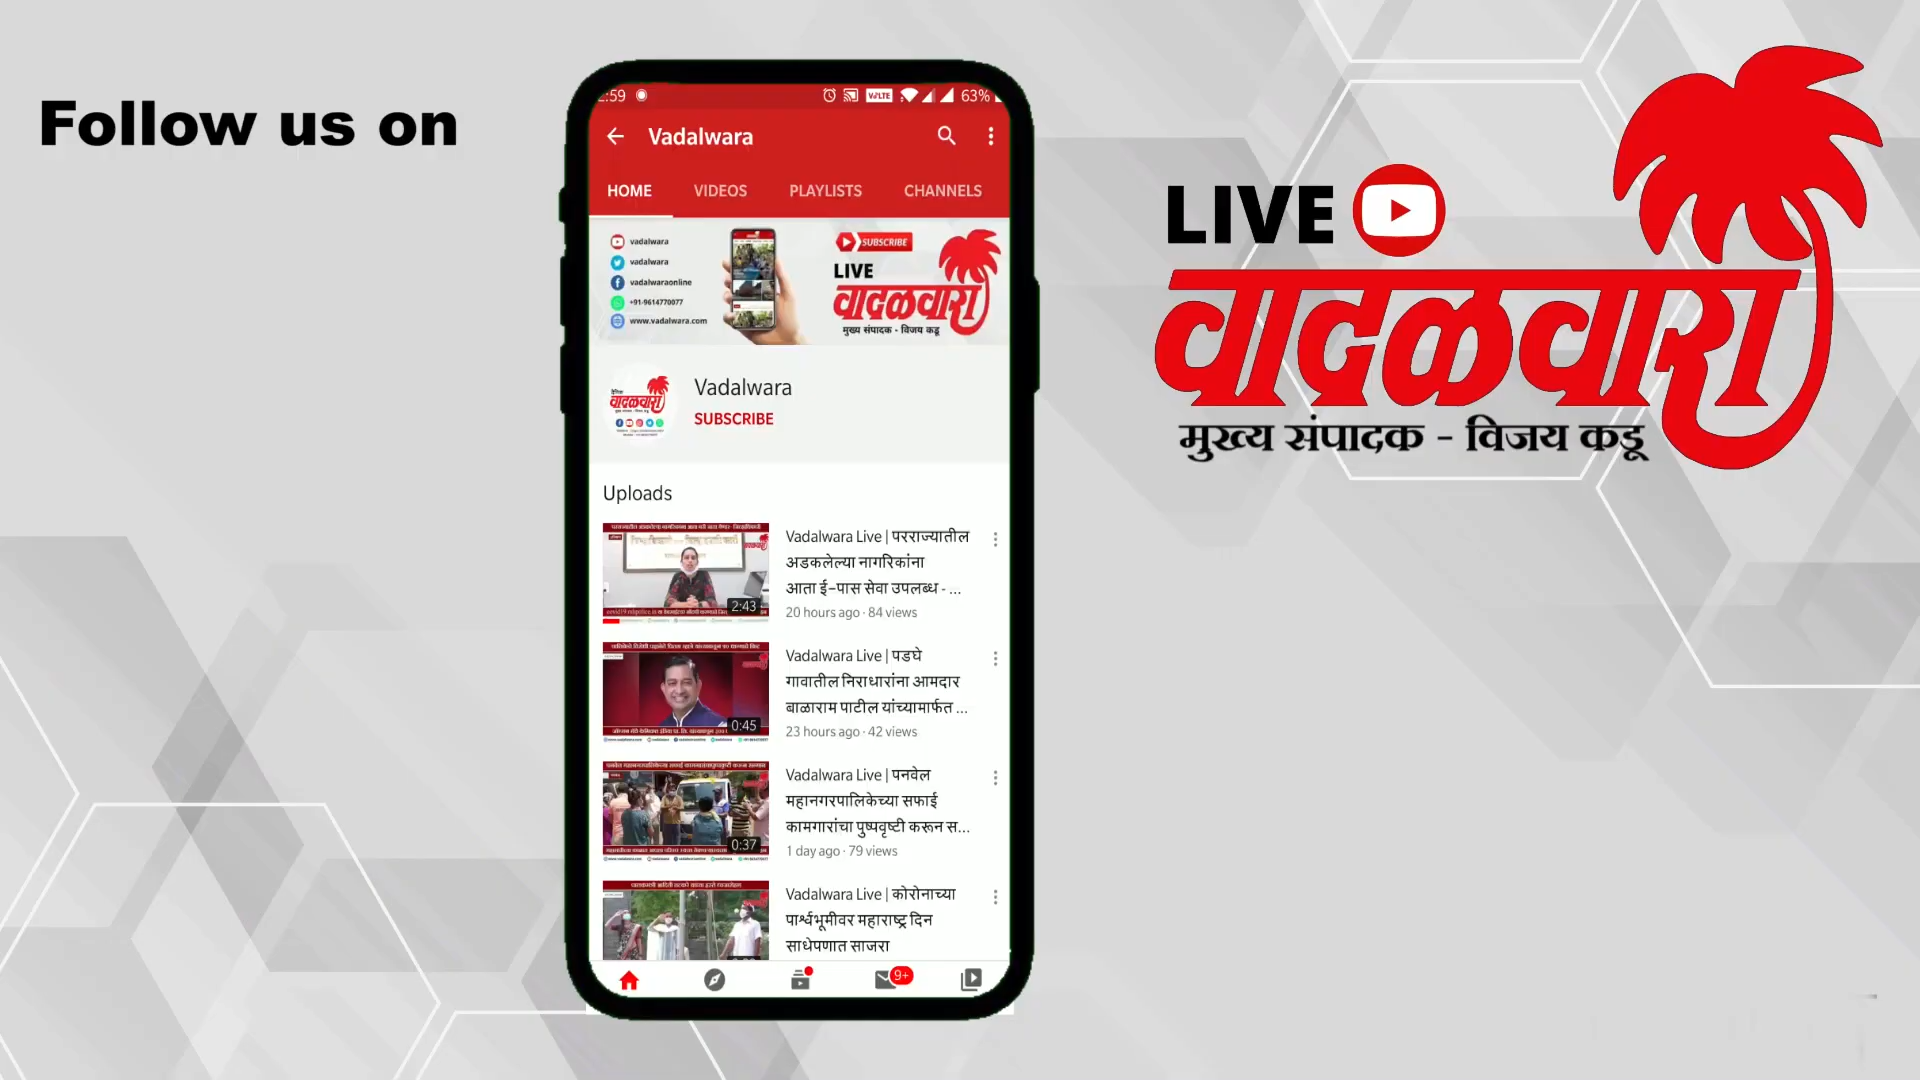 Follow us on
:59
VoLTE
63%
Vadalwara
HOME VIDEOS PLAYLISTS CHANNELS
vadalwara
vadalwara
vadalwaraonline
+91-9614770077
www.vadalwara.com
SUBSCRIBE
LIVE
वादळवारा
मुख्य संपादक - विजय कडू
वादळवारा
Vadalwara
SUBSCRIBE
Uploads
2:43
Vadalwara Live | परराज्यातील
अडकलेल्या नागरिकांना
आता ई-पास सेवा उपलब्ध - ...
20 hours ago · 84 views
0:45
Vadalwara Live | पडघे
गावातील निराधारांना आमदार
बाळाराम पाटील यांच्यामार्फत ...
23 hours ago · 42 views
0:37
Vadalwara Live | पनवेल
महानगरपालिकेच्या सफाई
कामगारांचा पुष्पवृष्टी करून स...
1 day ago · 79 views
Vadalwara Live | कोरोनाच्या
पार्श्वभूमीवर महाराष्ट्र दिन
साधेपणात साजरा
9+
LIVE
वादळवारा
मुख्य संपादक - विजय कडू